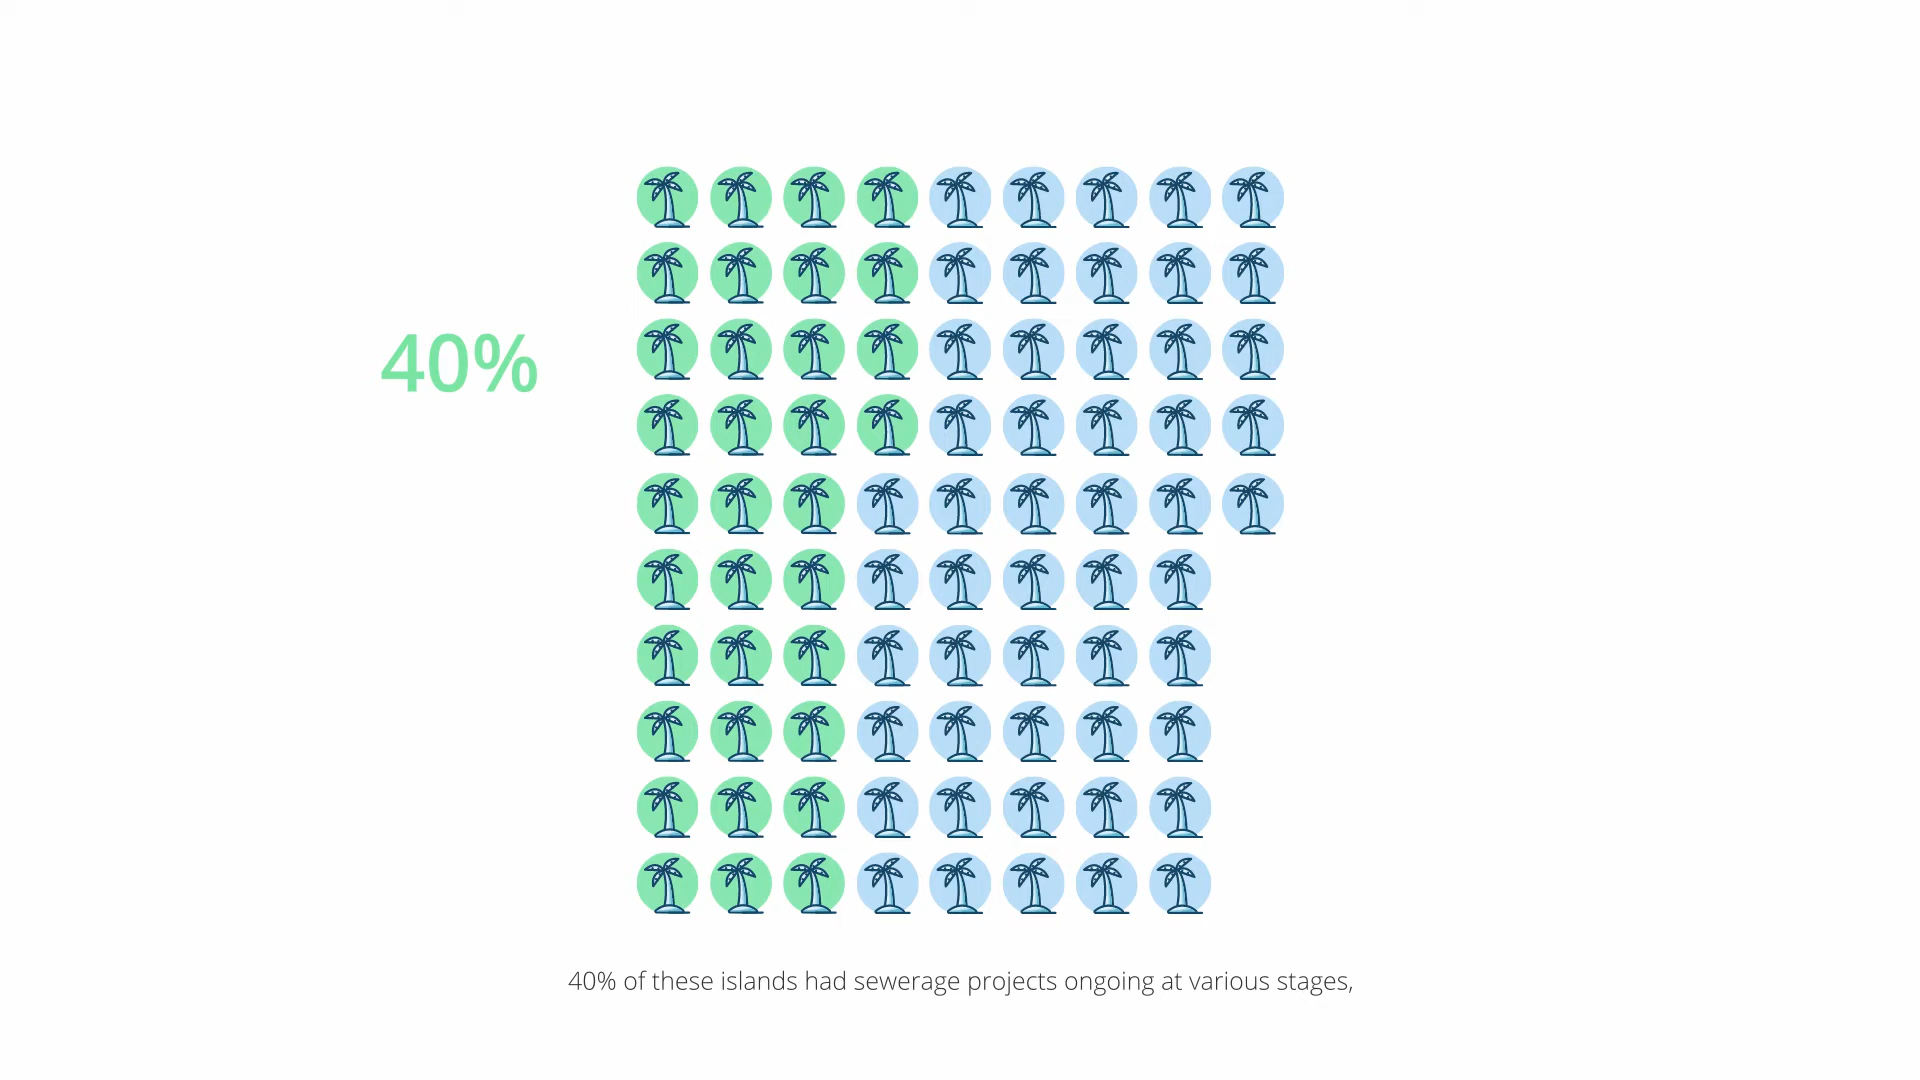 40%
40% of these islands had sewerage projects ongoing at various stages,